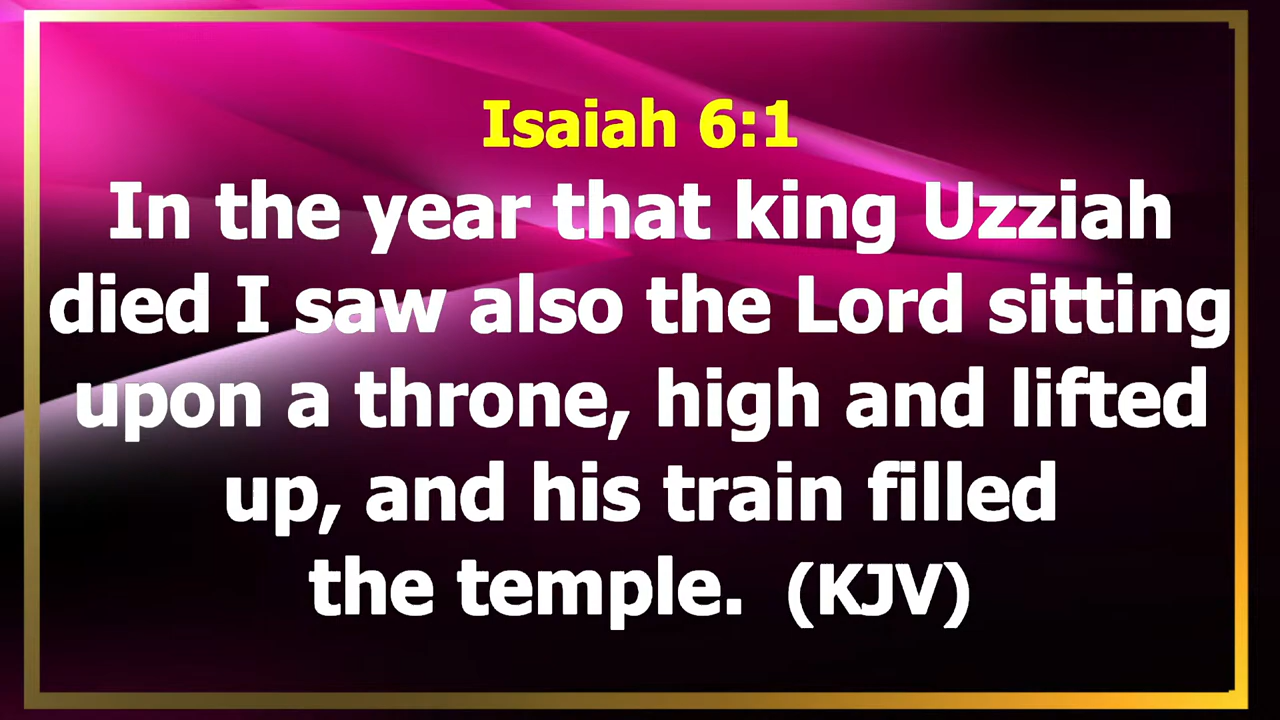 Isaiah 6:1
In the year that king Uzziah
died I saw also the Lord sitting
upon a throne, high and lifted
up, and his train filled
the temple.  (KJV)